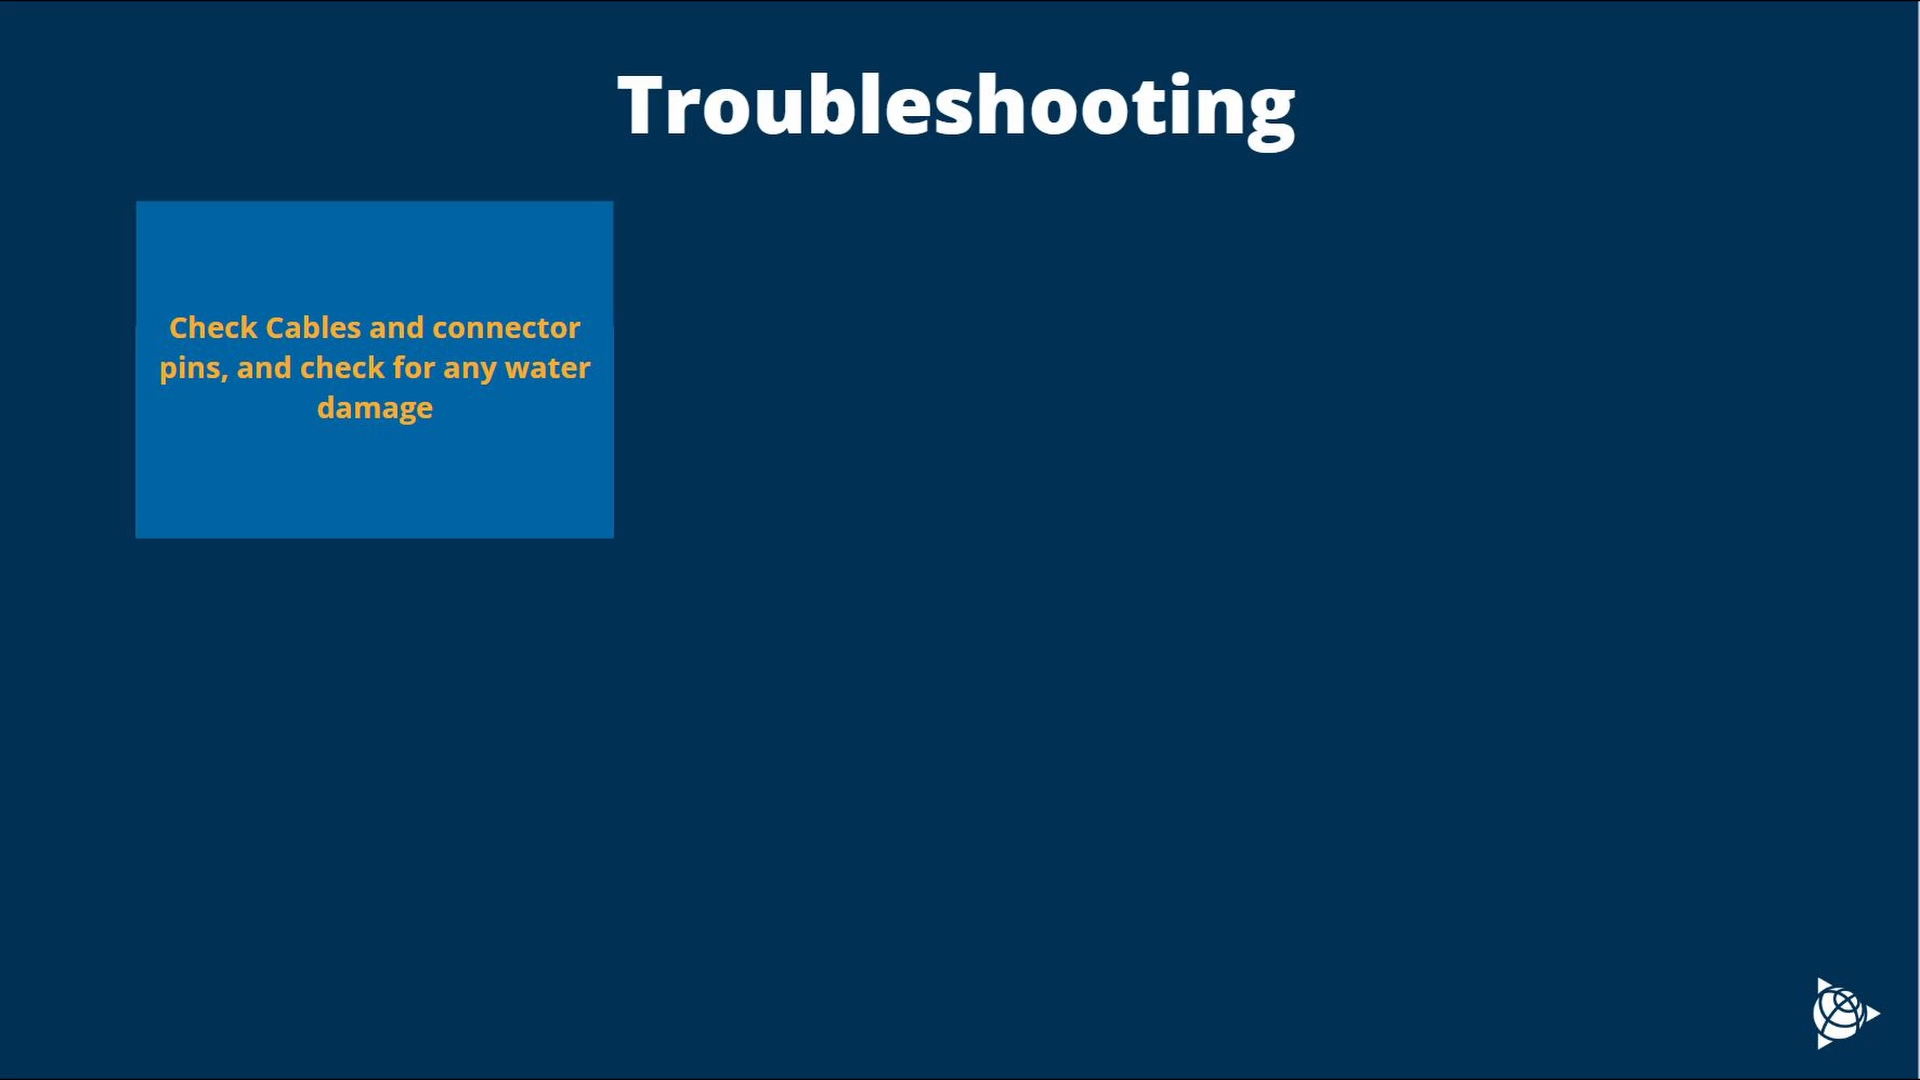 Troubleshooting
Check Cables and connector
pins, and check for any water
damage